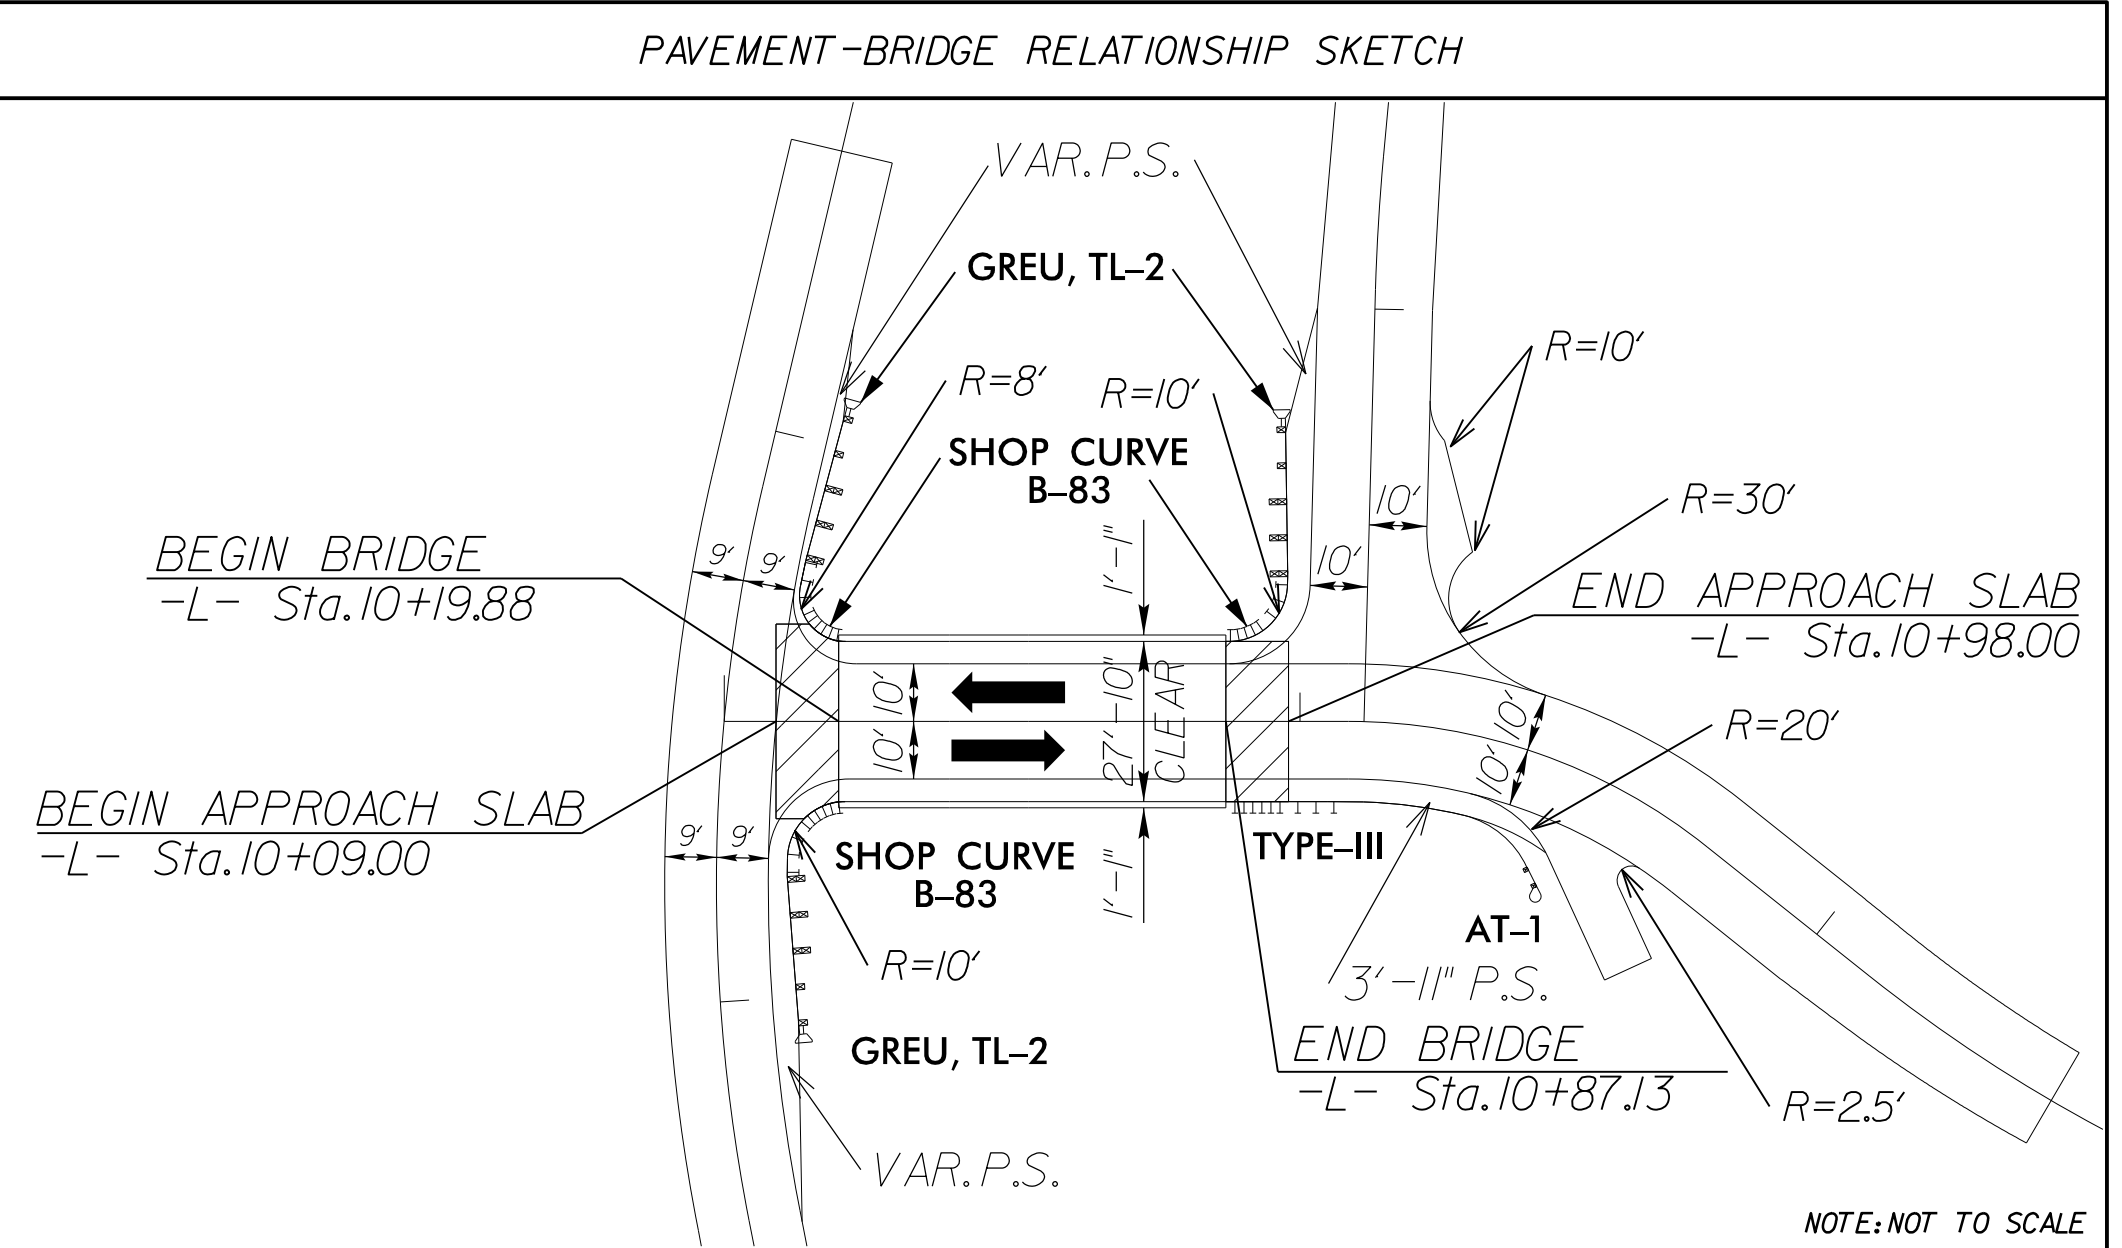 PAVEMENT-BRIDGE RELATIONSHIP SKETCH
VAR. P.S.
GREU, TL-2
R=8'
R=10'
R=10'
SHOP CURVE
B-83
10'
10'
R=30'
BEGIN BRIDGE
-L- Sta. 10+19.88
9'
9'
1'-1"
END APPROACH SLAB
-L- Sta. 10+98.00
10'
10'
27'-10"
CLEAR
10'
10'
R=20'
BEGIN APPROACH SLAB
-L- Sta. 10+09.00
9'
9'
SHOP CURVE
B-83
1'-1"
TYPE-III
AT-1
R=10'
3'-11" P.S.
GREU, TL-2
END BRIDGE
-L- Sta. 10+87.13
R=2.5'
VAR. P.S.
NOTE: NOT TO SCALE